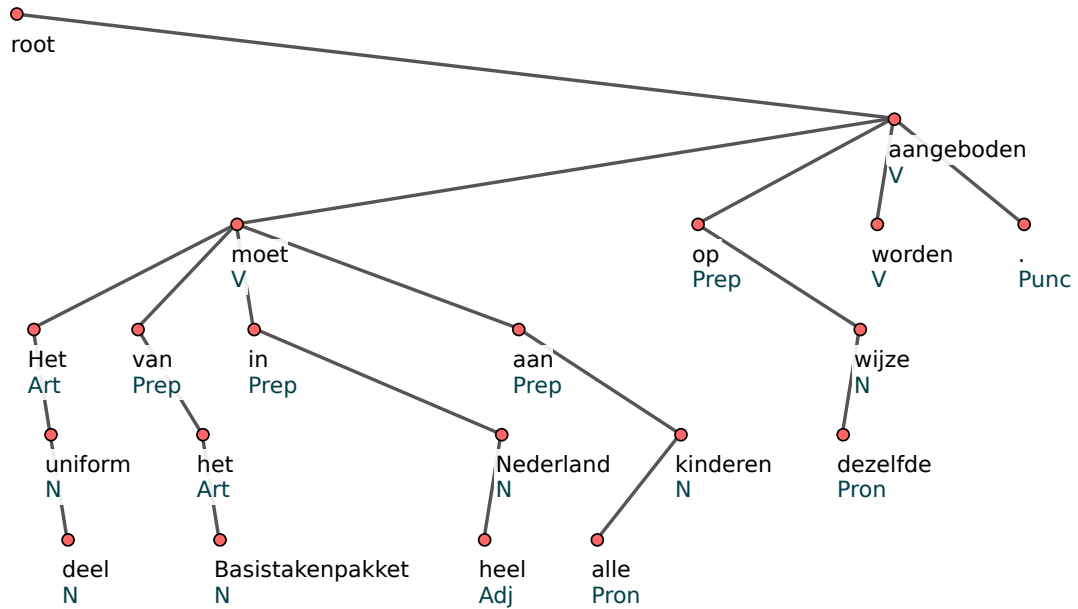 root
aangeboden
V
moet op worden .
V Prep V Punc
Het van in aan wijze
Art Prep Prep Prep N
uniform het Nederland kinderen dezelfde
N Art N N Pron
deel Basistakenpakket heel alle
N N Adj Pron